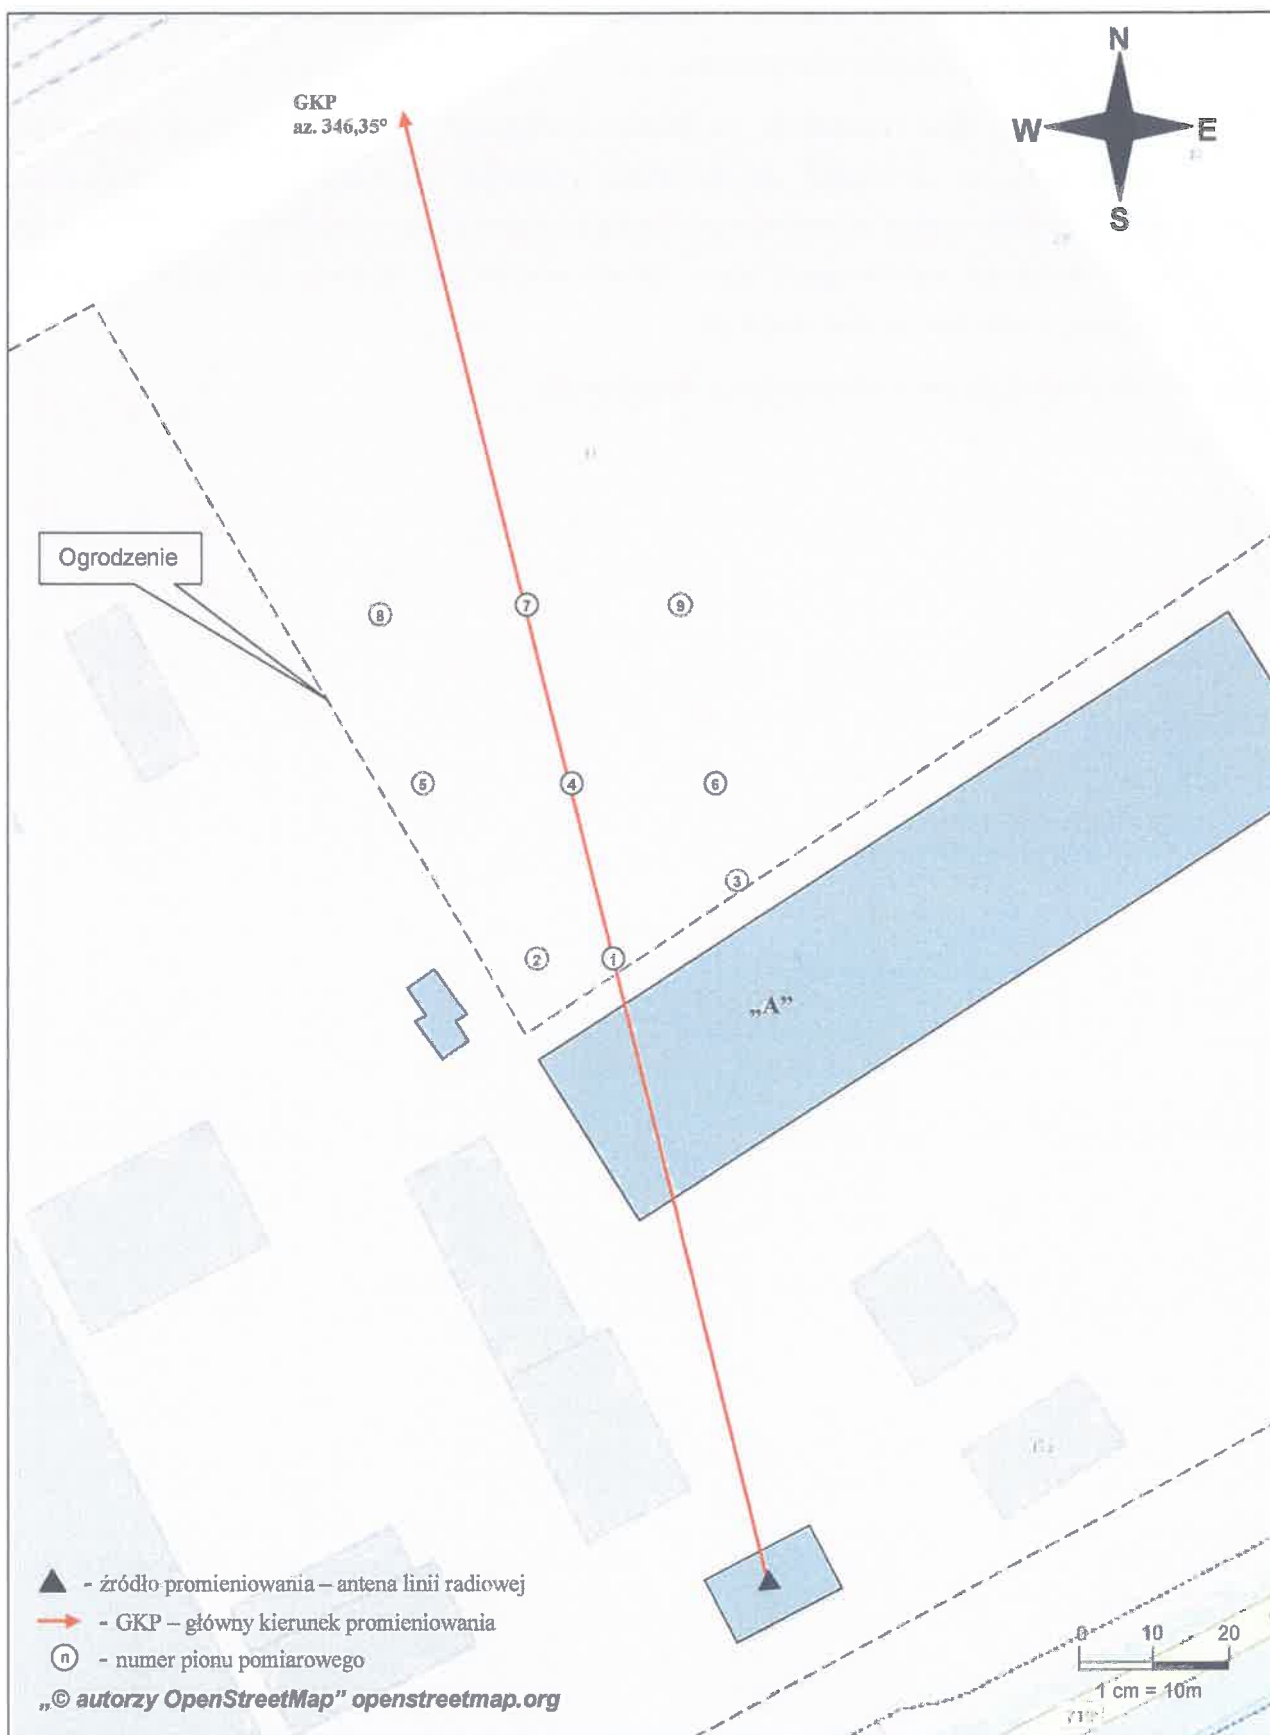 N
GKP
az. 346,35°
W
E
S
Ogrodzenie
8
7
9
5
4
6
3
2
1
„A”
- źródło promieniowania – antena linii radiowej
- GKP – główny kierunek promieniowania
n - numer pionu pomiarowego
„© autorzy OpenStreetMap” openstreetmap.org
0 10 20
1 cm = 10m